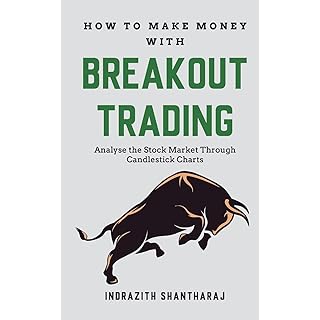 HOW TO MAKE MONEY
WITH
BREAKOUT
TRADING
Analyse the Stock Market Through
Candlestick Charts
INDRAZITH SHANTHARAJ